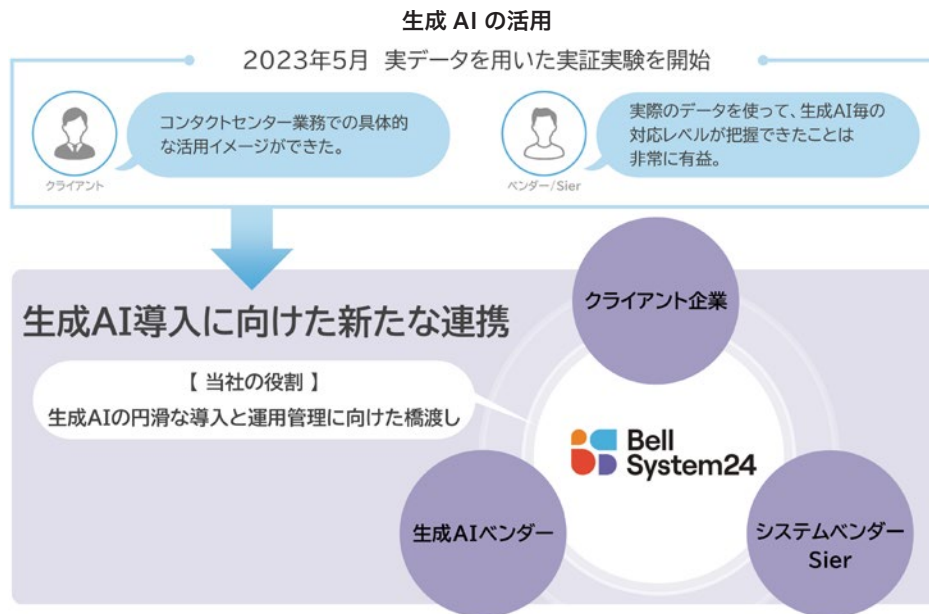 生成 AI の活用
2023年5月 実データを用いた実証実験を開始
コンタクトセンター業務での具体的
な活用イメージができた。
クライアント
実際のデータを使って、生成AI毎の
対応レベルが把握できたことは
非常に有益。
ベンダー/Sier
生成AI導入に向けた新たな連携
【 当社の役割 】
生成AIの円滑な導入と運用管理に向けた橋渡し
クライアント企業
Bell
System24
生成AIベンダー
システムベンダー
Sier